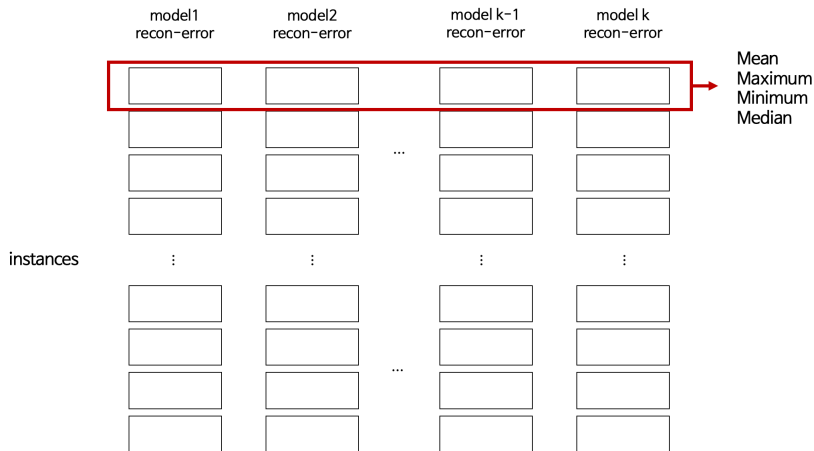 model1
recon-error
model2
recon-error
model k-1
recon-error
model k
recon-error
Mean
Maximum
Minimum
Median
...
instances
⋮
⋮
⋮
⋮
...